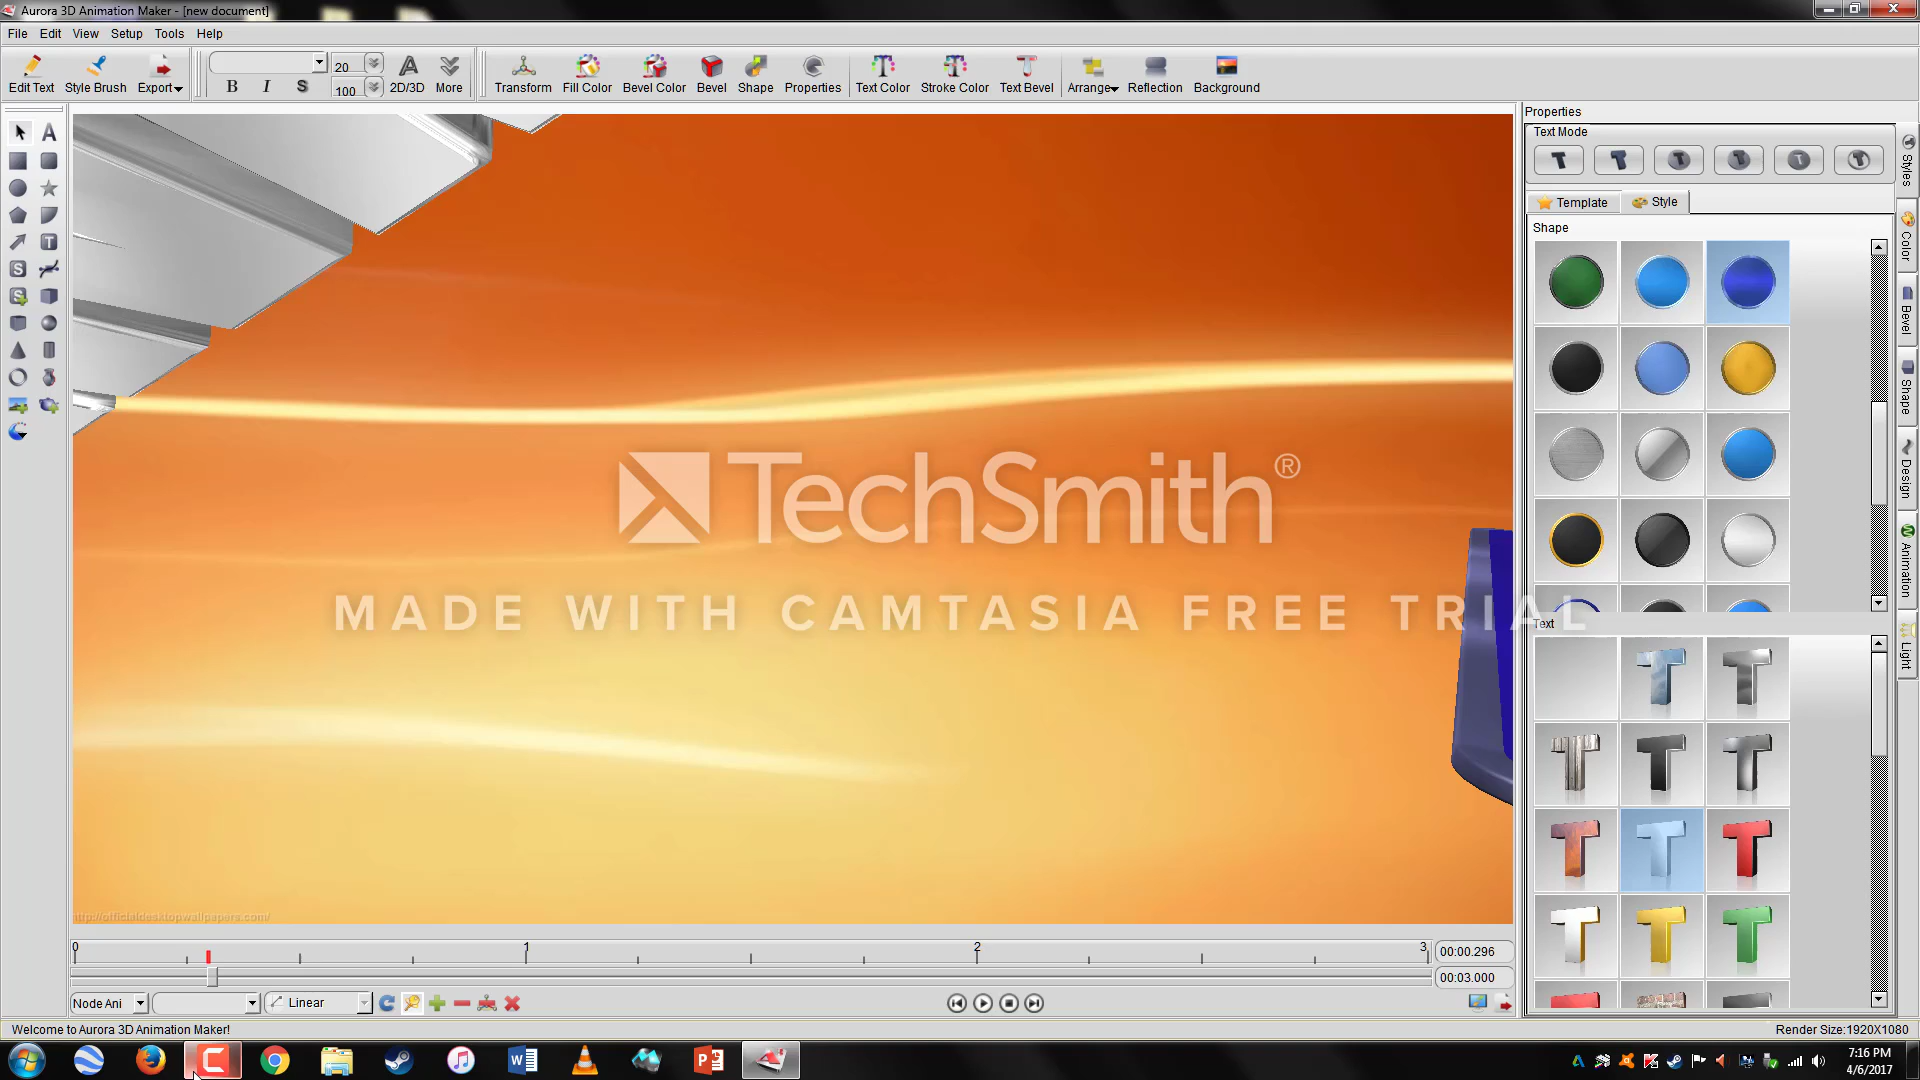 Aurora 3D Animation Maker - [new document]
File Edit View Setup Tools Help
20
100
B I S
Edit Text Style Brush Export 2D/3D More Transform Fill Color Bevel Color Bevel Shape Properties Text Color Stroke Color Text Bevel Arrange Reflection Background
Properties
Text Mode
Template Style
Shape
Styles
Color
Bevel
Shape
Design
Animation
Light
TechSmith®
MADE WITH CAMTASIA FREE TRIAL
Text
http://officialdesktopwallpapers.com/
0 1 2 3
00:00.296
00:03.000
Node Ani Linear
Welcome to Aurora 3D Animation Maker!
Render Size:1920X1080
7:16 PM
4/6/2017